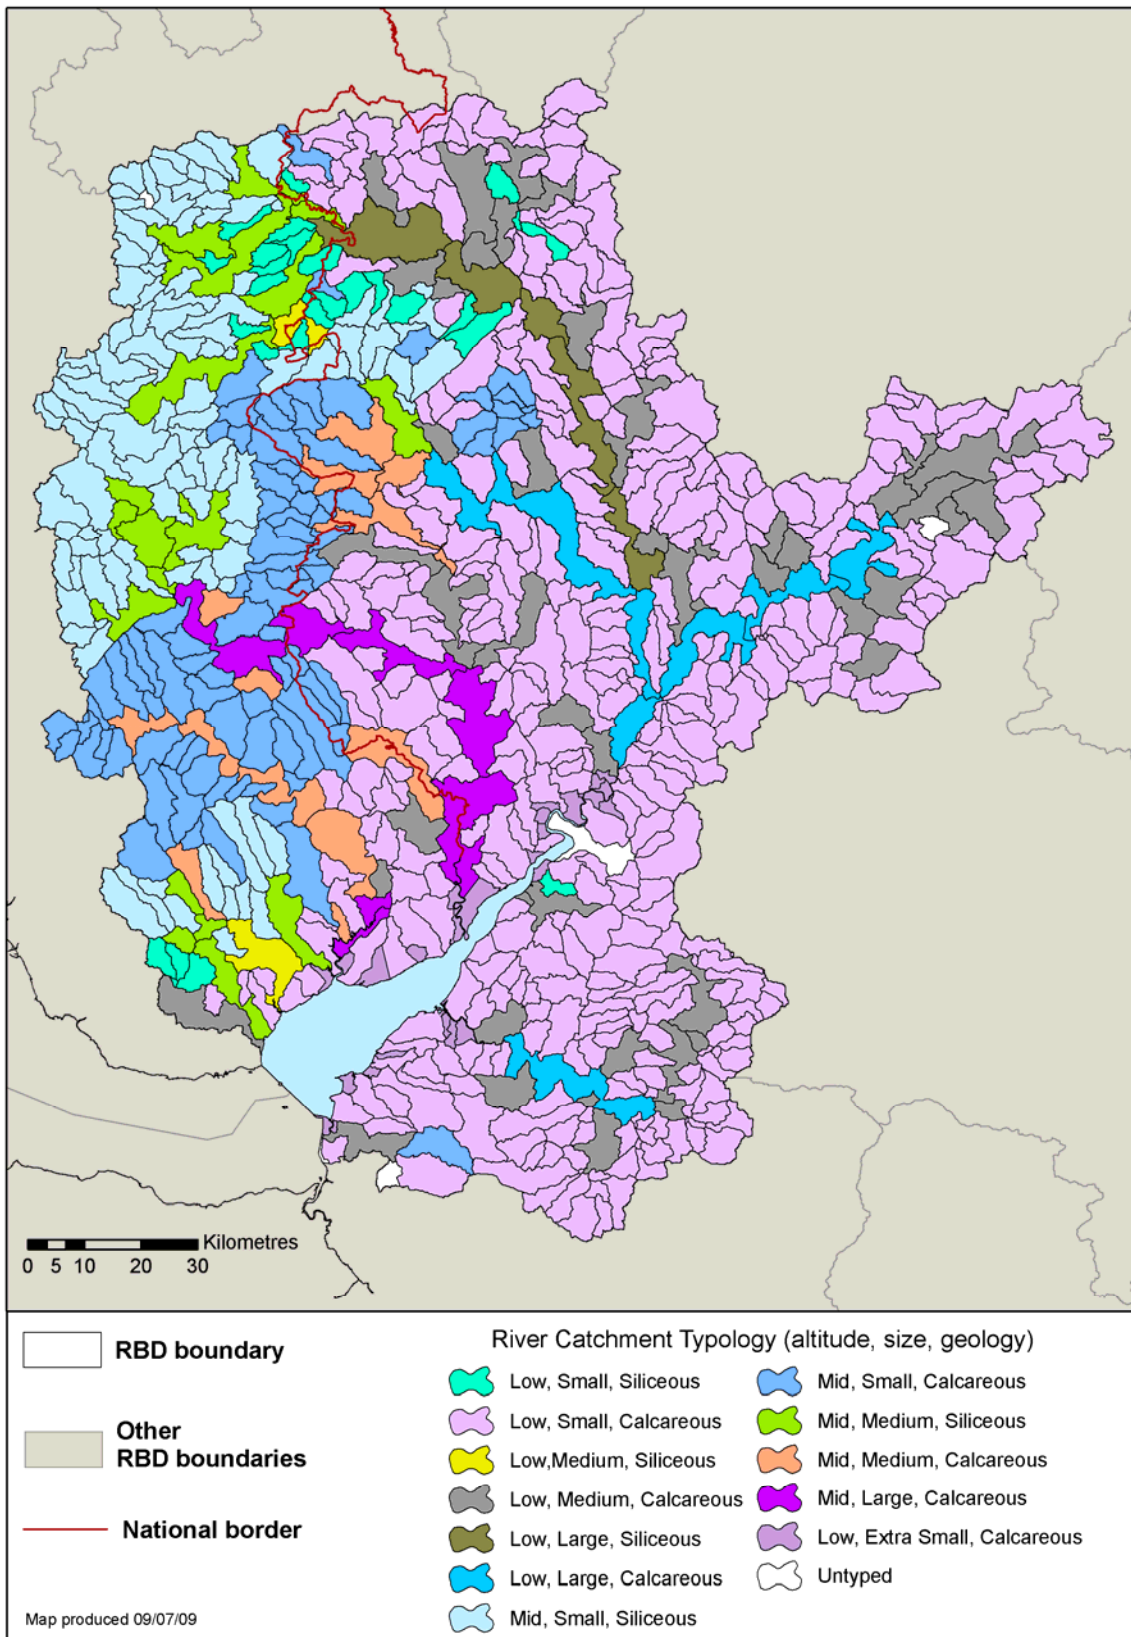 Kilometres
0 5 10 20 30
RBD boundary
Other
RBD boundaries
National border
Map produced 09/07/09
River Catchment Typology (altitude, size, geology)
Low, Small, Siliceous
Low, Small, Calcareous
Low,Medium, Siliceous
Low, Medium, Calcareous
Low, Large, Siliceous
Low, Large, Calcareous
Mid, Small, Siliceous
Mid, Small, Calcareous
Mid, Medium, Siliceous
Mid, Medium, Calcareous
Mid, Large, Calcareous
Low, Extra Small, Calcareous
Untyped